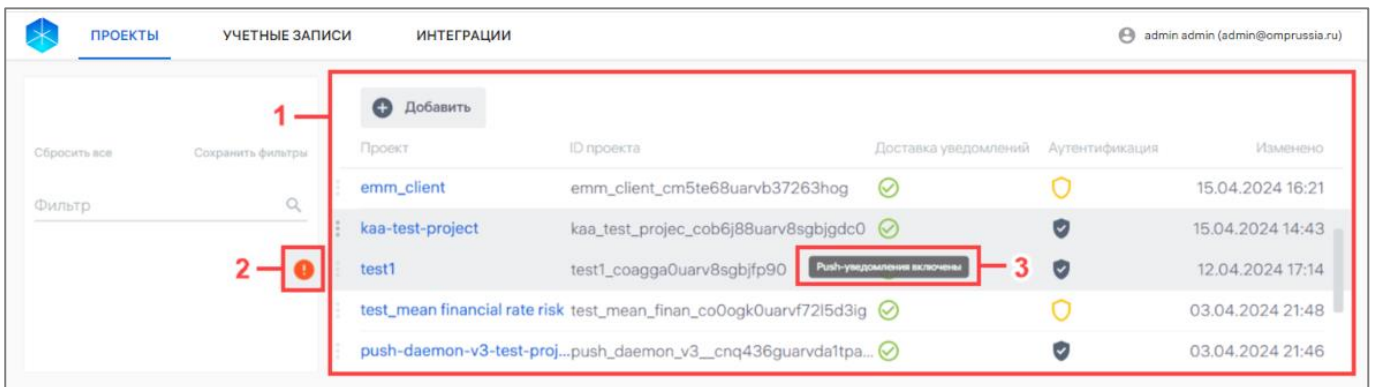 ПРОЕКТЫ УЧЕТНЫЕ ЗАПИСИ ИНТЕГРАЦИИ admin admin (admin@omprussia.ru)
1
Добавить
Сбросить все Сохранить фильтры
Проект ID проекта Доставка уведомлений Аутентификация Изменено
Фильтр
emm_client emm_client_cm5te68uarvb37263hog 15.04.2024 16:21
kaa-test-project kaa_test_projec_cob6j88uarv8sgbjgdc0 15.04.2024 14:43
2 test1 test1_coagga0uarv8sgbjfp90 Push-уведомления включены 3 12.04.2024 17:14
test_mean financial rate risk test_mean_finan_co0ogk0uarvf72l5d3ig 03.04.2024 21:48
push-daemon-v3-test-proj... push_daemon_v3__cnq436guarvda1tpa... 03.04.2024 21:46